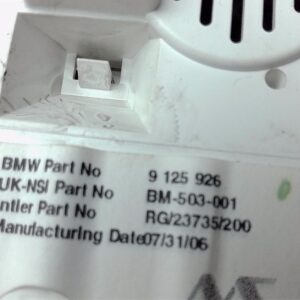 BMW Part No 9 125 926
UK-NSI Part No BM-503-001
ntler Part No RG/23735/200
Manufacturing Date07/31/06